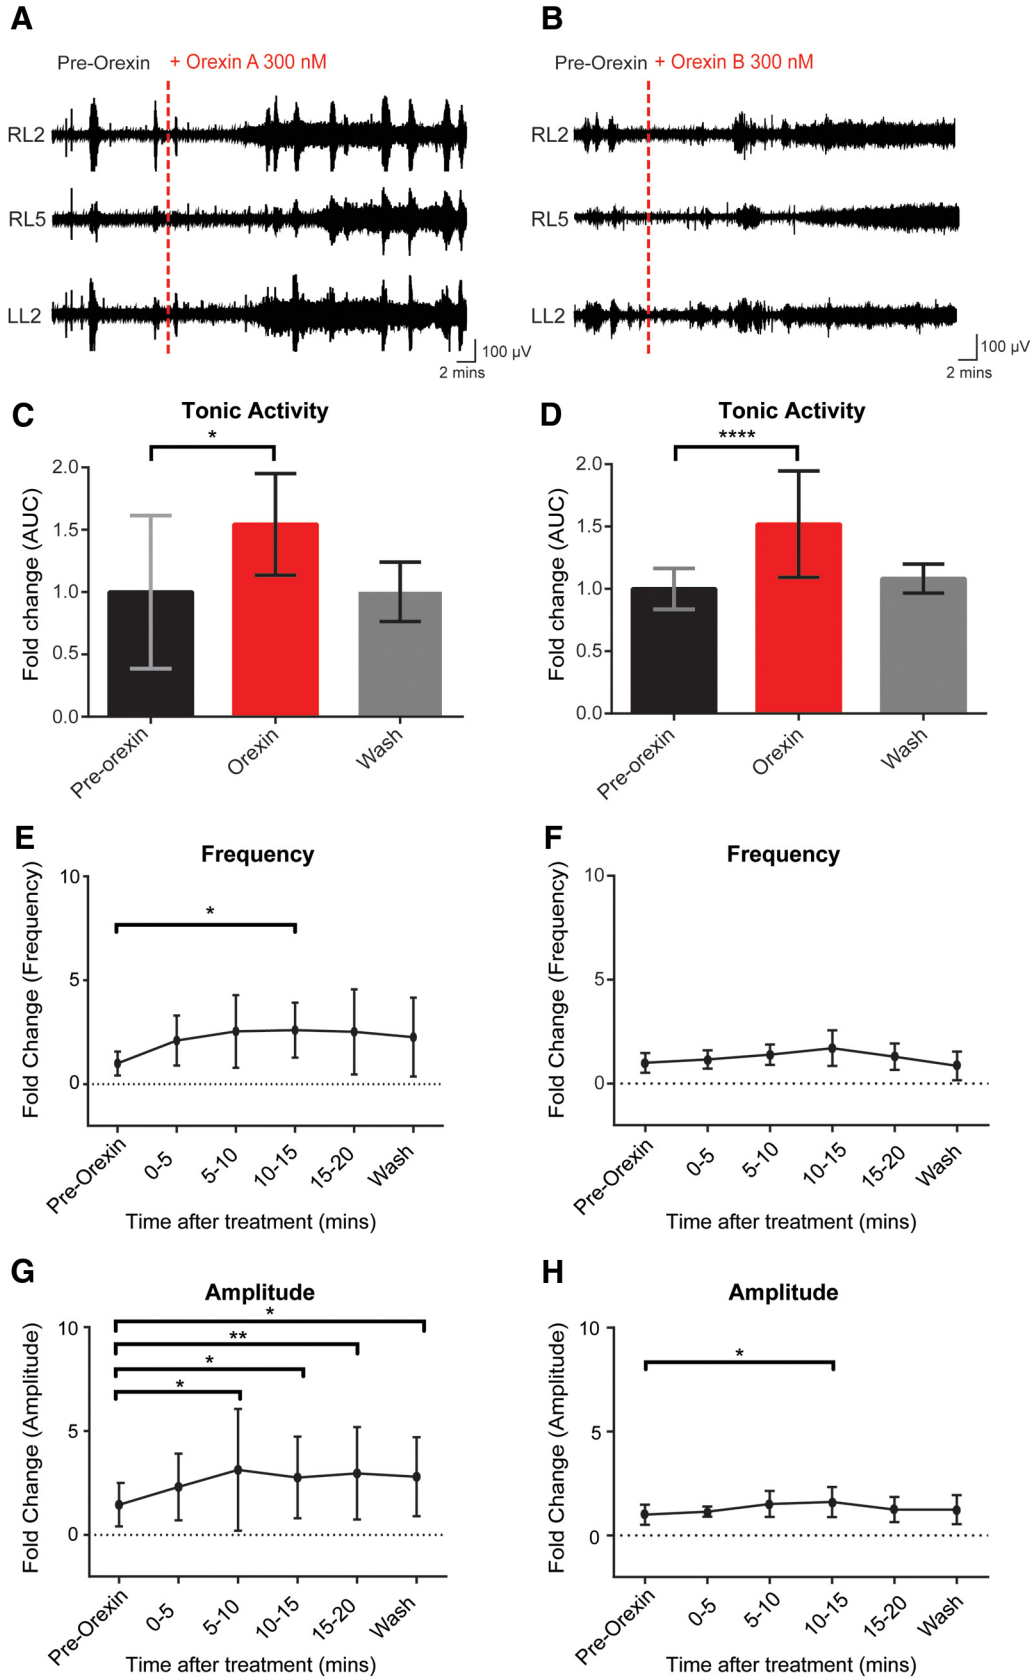 A
B
Pre-Orexin + Orexin A 300 nM
Pre-Orexin + Orexin B 300 nM
RL2
RL5
LL2
100 µV
2 mins
RL2
RL5
LL2
100 µV
2 mins
C
Tonic Activity
*
Fold change (AUC)
2.0
1.5
1.0
0.5
0.0
Pre-orexin
Orexin
Wash
D
Tonic Activity
****
Fold change (AUC)
2.0
1.5
1.0
0.5
0.0
Pre-orexin
Orexin
Wash
E
Frequency
*
Fold Change (Frequency)
10
5
0
Pre-Orexin
0-5
5-10
10-15
15-20
Wash
Time after treatment (mins)
F
Frequency
Fold Change (Frequency)
10
5
0
Pre-Orexin
0-5
5-10
10-15
15-20
Wash
Time after treatment (mins)
G
Amplitude
*
**
*
*
Fold Change (Amplitude)
10
5
0
Pre-Orexin
0-5
5-10
10-15
15-20
Wash
Time after treatment (mins)
H
Amplitude
*
Fold Change (Amplitude)
10
5
0
Pre-Orexin
0-5
5-10
10-15
15-20
Wash
Time after treatment (mins)